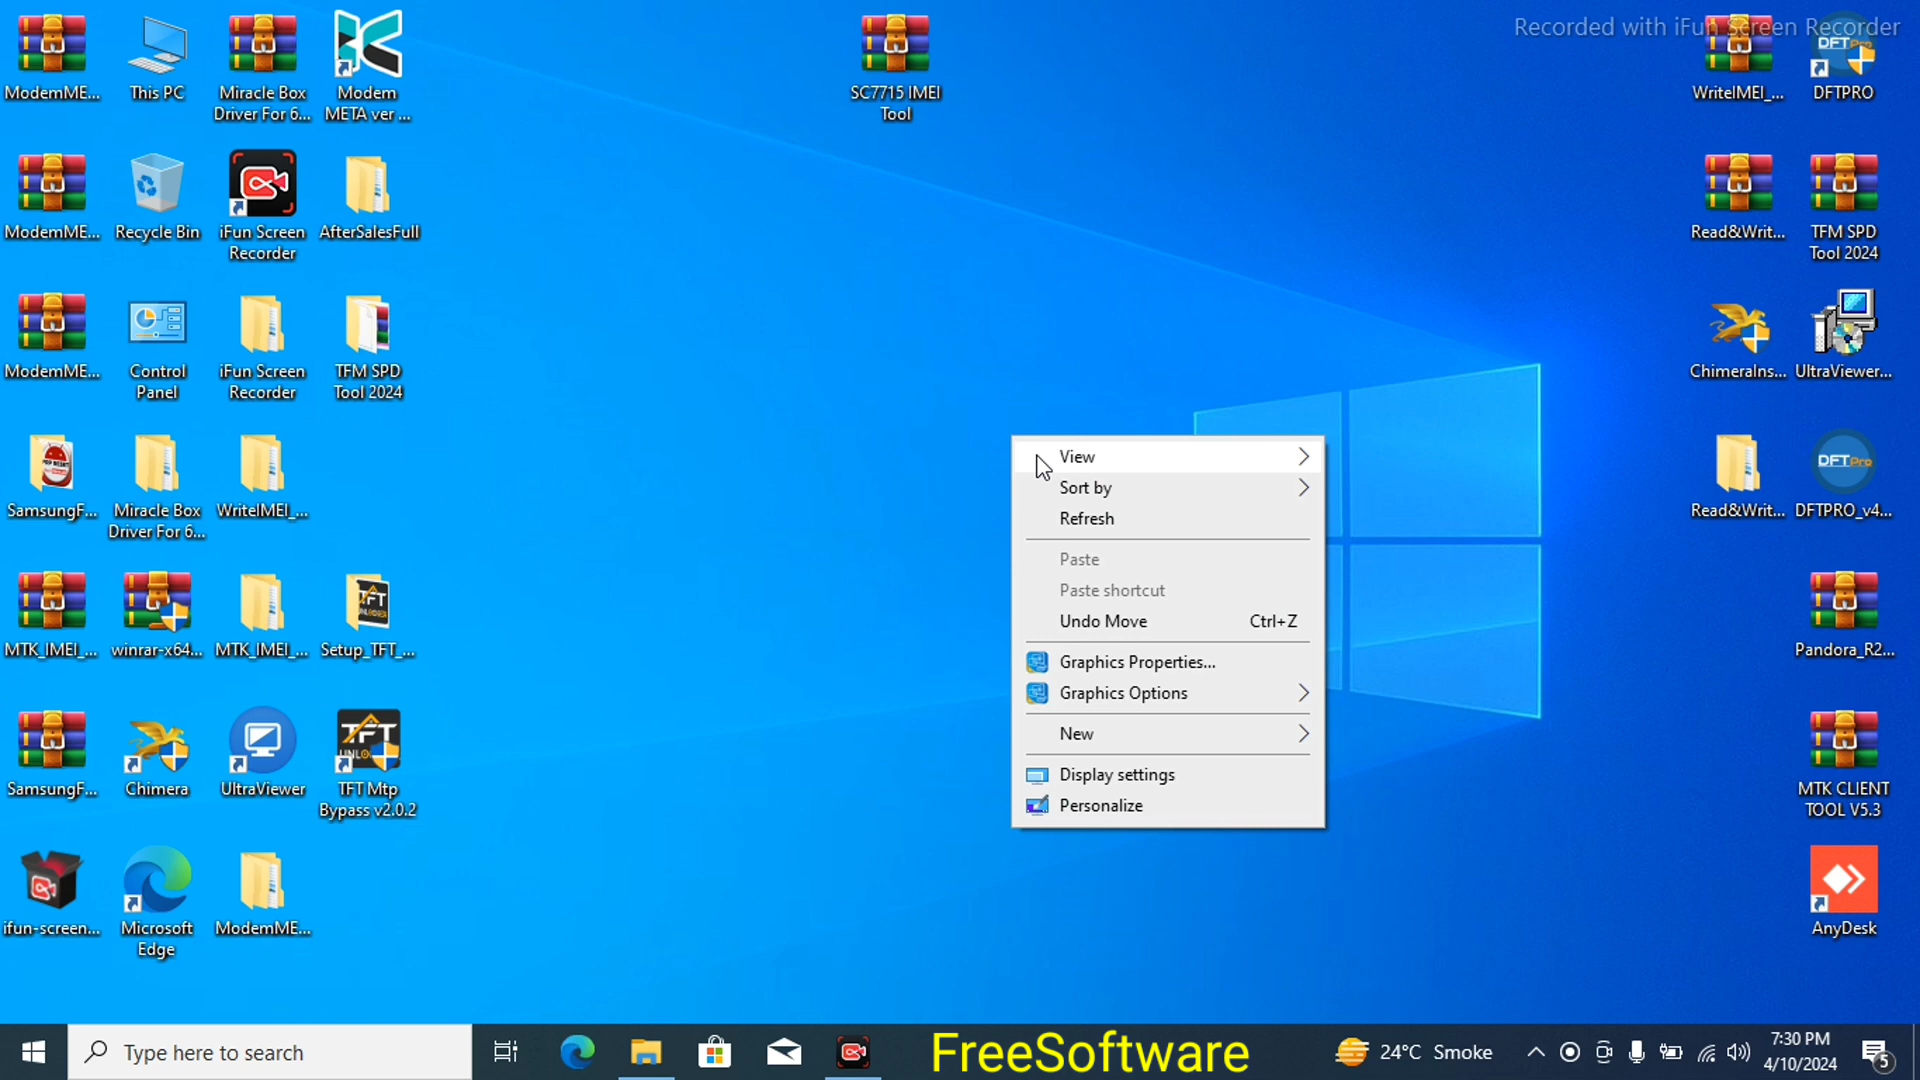 Recorded with iFun Screen Recorder
ModemME...
This PC
Miracle Box
Driver For 6...
Modem
META ver ...
SC7715 IMEI
Tool
WriteIMEI_...
DFTPro
DFTPRO
ModemME...
Recycle Bin
iFun Screen
Recorder
AfterSalesFull
Read&Writ...
TFM SPD
Tool 2024
ModemME...
Control
Panel
iFun Screen
Recorder
TFM SPD
Tool 2024
ChimeraIns...
UltraViewer...
SamsungF...
Miracle Box
Driver For 6...
WriteIMEI_...
Read&Writ...
DFTPro
DFTPRO_v4...
MTK_IMEI_...
winrar-x64...
MTK_IMEI_...
TFT
Setup_TFT_...
Pandora_R2...
SamsungF...
Chimera
UltraViewer
TFT
TFT Mtp
Bypass v2.0.2
MTK CLIENT
TOOL V5.3
ifun-screen...
Microsoft
Edge
ModemME...
AnyDesk
View
Sort by
Refresh
Paste
Paste shortcut
Undo Move Ctrl+Z
Graphics Properties...
Graphics Options
New
Display settings
Personalize
Type here to search
FreeSoftware
24°C Smoke
7:30 PM
4/10/2024
5